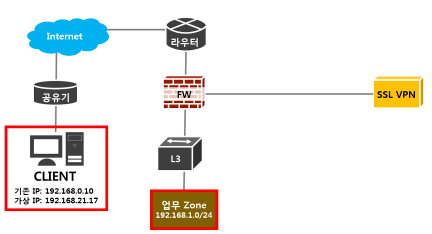 Internet
라우터
공유기
FW
SSL VPN
CLIENT
기존 IP: 192.168.0.10
가상 IP: 192.168.21.17
L3
업무 Zone
192.168.1.0/24